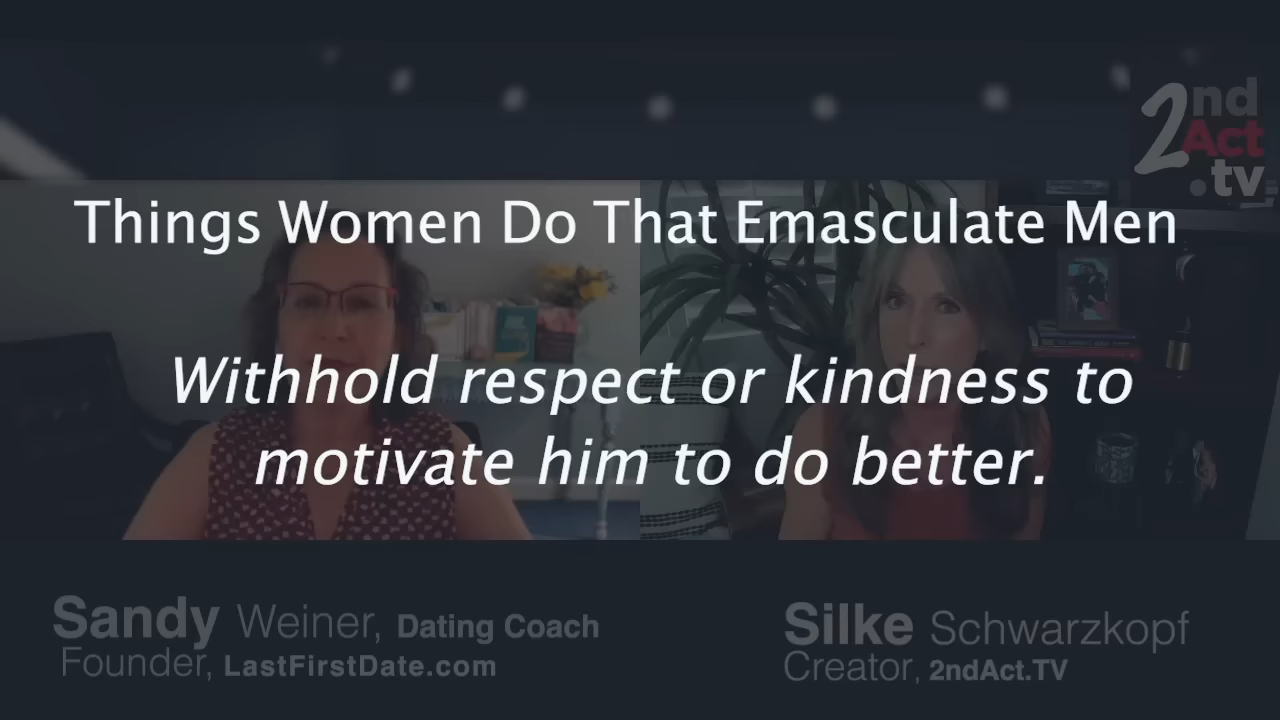 2nd
Act
.tv
Things Women Do That Emasculate Men
Withhold respect or kindness to
motivate him to do better.
Sandy Weiner, Dating Coach
Founder, LastFirstDate.com
Silke Schwarzkopf
Creator, 2ndAct.TV